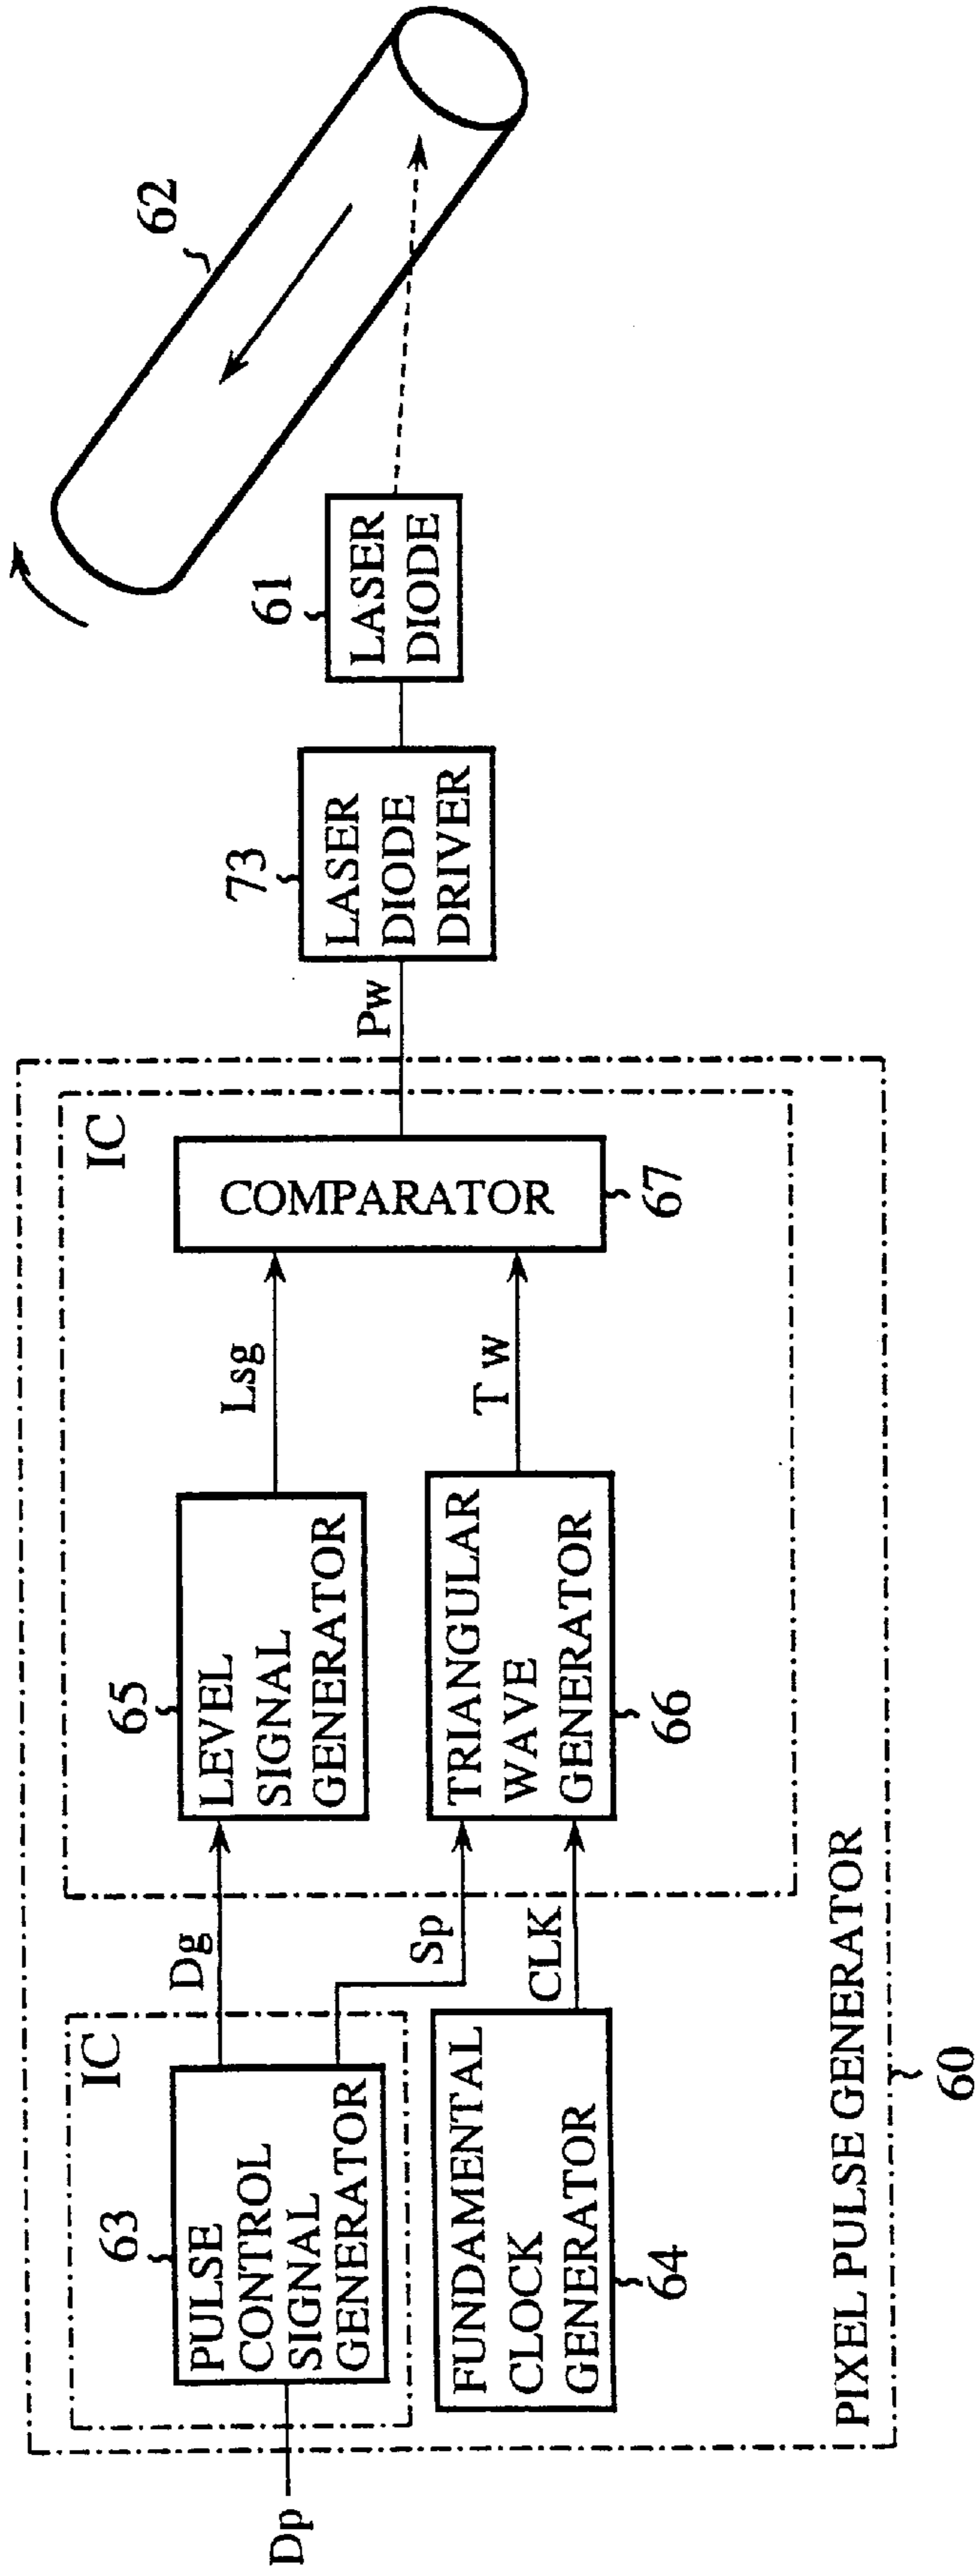 Dp
63
IC
PULSE
CONTROL
SIGNAL
GENERATOR
FUNDAMENTAL
CLOCK
GENERATOR
64
Dg
Sp
CLK
65
LEVEL
SIGNAL
GENERATOR
TRIANGULAR
WAVE
GENERATOR
66
Lsg
T w
IC
COMPARATOR
67
PIXEL PULSE GENERATOR
60
Pw
73
LASER
DIODE
DRIVER
61
LASER
DIODE
62